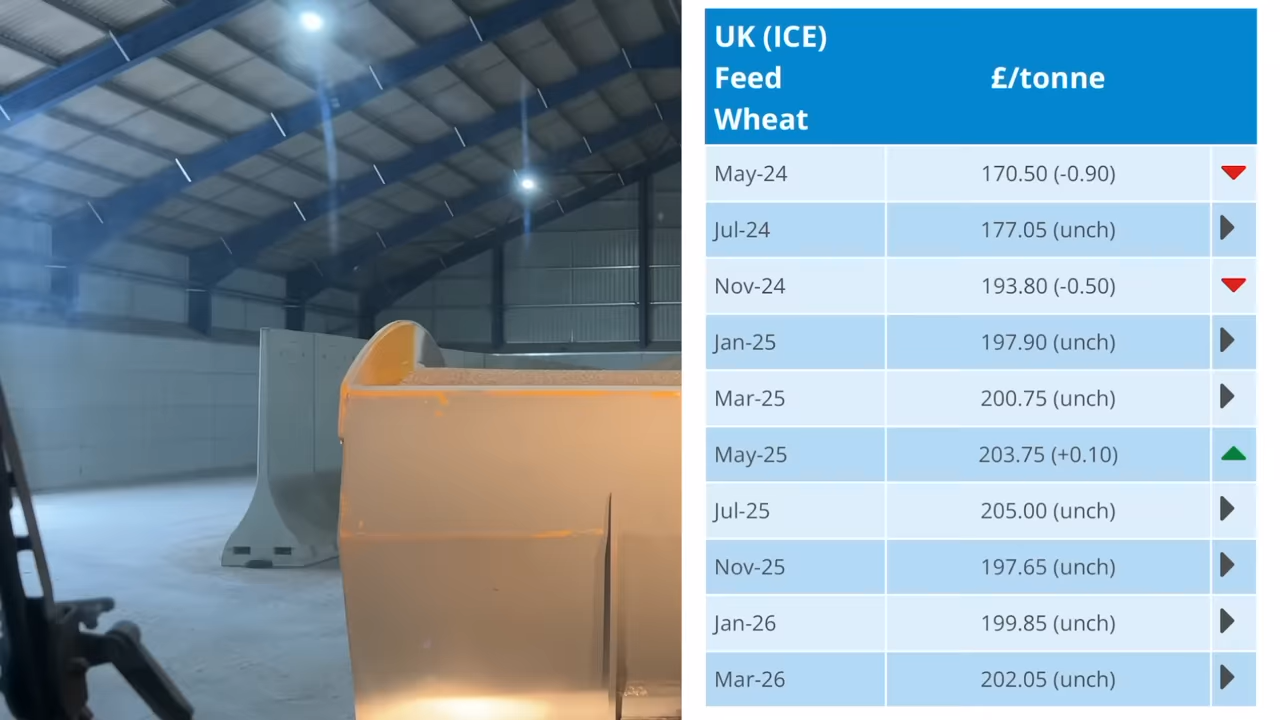 UK (ICE)
Feed
Wheat
£/tonne
May-24 170.50 (-0.90)
Jul-24 177.05 (unch)
Nov-24 193.80 (-0.50)
Jan-25 197.90 (unch)
Mar-25 200.75 (unch)
May-25 203.75 (+0.10)
Jul-25 205.00 (unch)
Nov-25 197.65 (unch)
Jan-26 199.85 (unch)
Mar-26 202.05 (unch)